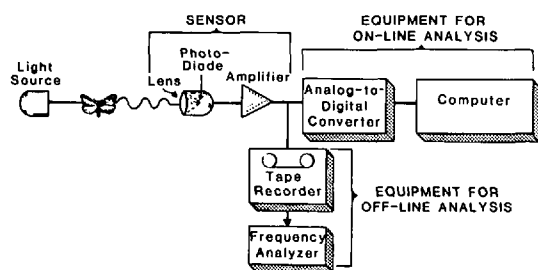 SENSOR
EQUIPMENT FOR
ON-LINE ANALYSIS
Light
Source
Lens
Photo-
Diode
Amplifier
Analog-to-
Digital
Converter
Computer
Tape
Recorder
Frequency
Analyzer
EQUIPMENT FOR
OFF-LINE ANALYSIS